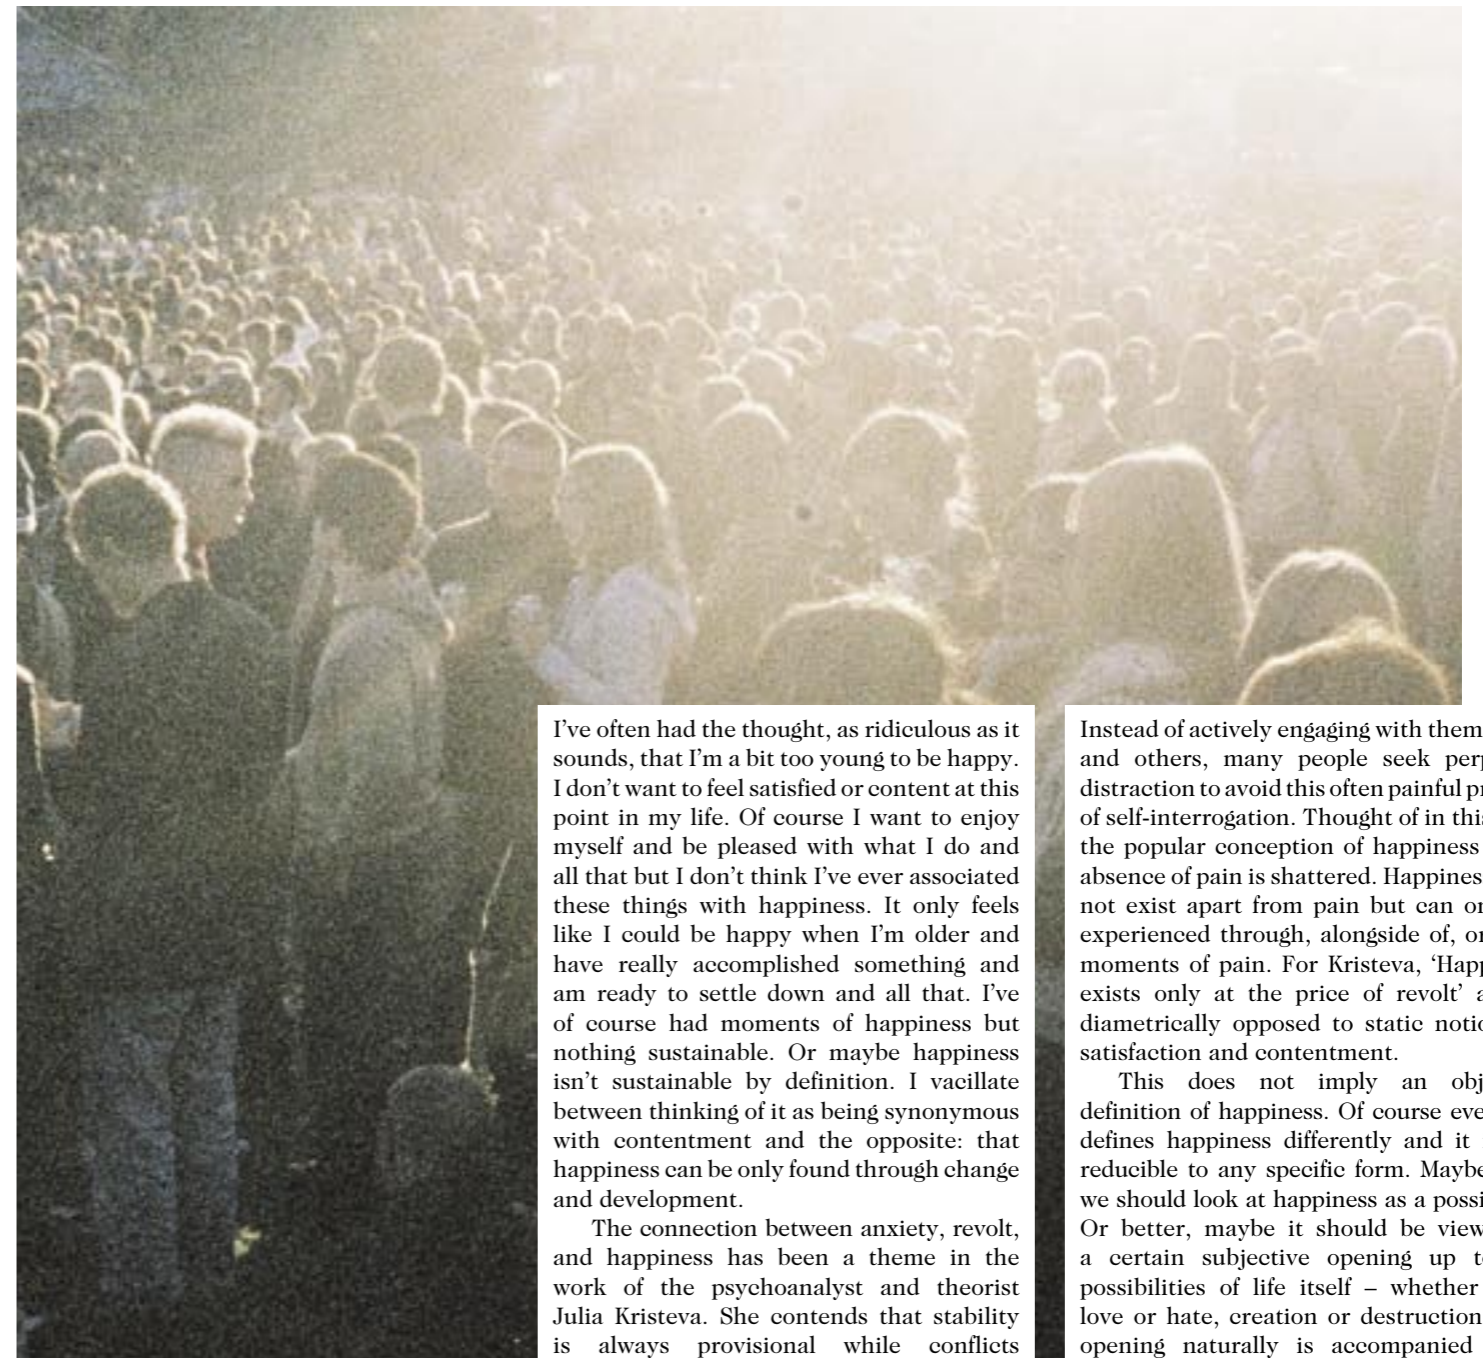 I’ve often had the thought, as ridiculous as it
sounds, that I’m a bit too young to be happy.
I don’t want to feel satisfied or content at this
point in my life. Of course I want to enjoy
myself and be pleased with what I do and
all that but I don’t think I’ve ever associated
these things with happiness. It only feels
like I could be happy when I’m older and
have really accomplished something and
am ready to settle down and all that. I’ve
of course had moments of happiness but
nothing sustainable. Or maybe happiness
isn’t sustainable by definition. I vacillate
between thinking of it as being synonymous
with contentment and the opposite: that
happiness can be only found through change
and development.
The connection between anxiety, revolt,
and happiness has been a theme in the
work of the psychoanalyst and theorist
Julia Kristeva. She contends that stability
is always provisional while conflicts
Instead of actively engaging with
and others, many people seek
distraction to avoid this often painful
of self-interrogation. Thought of in
the popular conception of happiness
absence of pain is shattered.
not exist apart from pain but can
experienced through, alongside of,
moments of pain. For Kristeva,
exists only at the price of revolt’
diametrically opposed to static
satisfaction and contentment.
This does not imply an
definition of happiness. Of course
defines happiness differently and it
reducible to any specific form.
we should look at happiness as a
Or better, maybe it should be
a certain subjective opening up
possibilities of life itself – whether
love or hate, creation or destruction
opening naturally is accompanied